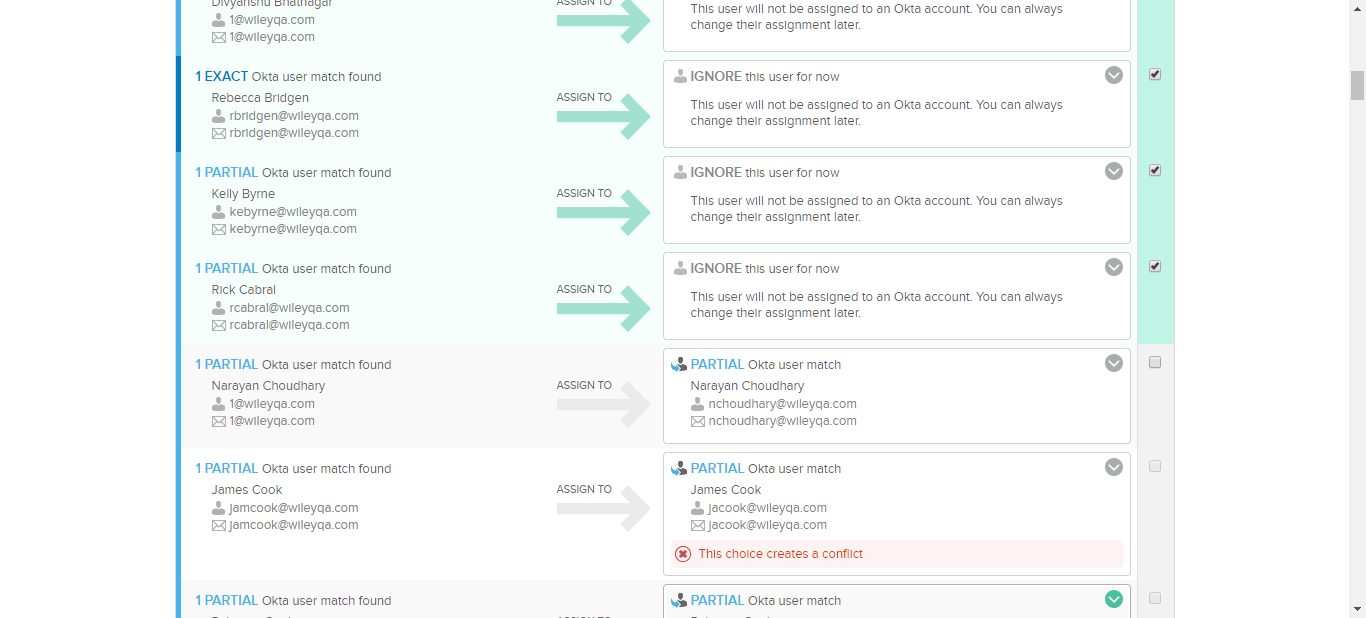 Divyanshu Bhatnagar
ASSIGN TO
1@wileyqa.com
1@wileyqa.com
This user will not be assigned to an Okta account. You can always
change their assignment later.
1 EXACT Okta user match found
Rebecca Bridgen
rbridgen@wileyqa.com
rbridgen@wileyqa.com
ASSIGN TO
IGNORE this user for now
This user will not be assigned to an Okta account. You can always
change their assignment later.
1 PARTIAL Okta user match found
Kelly Byrne
kebyrne@wileyqa.com
kebyrne@wileyqa.com
ASSIGN TO
IGNORE this user for now
This user will not be assigned to an Okta account. You can always
change their assignment later.
1 PARTIAL Okta user match found
Rick Cabral
rcabral@wileyqa.com
rcabral@wileyqa.com
ASSIGN TO
IGNORE this user for now
This user will not be assigned to an Okta account. You can always
change their assignment later.
1 PARTIAL Okta user match found
Narayan Choudhary
1@wileyqa.com
1@wileyqa.com
ASSIGN TO
PARTIAL Okta user match
Narayan Choudhary
nchoudhary@wileyqa.com
nchoudhary@wileyqa.com
1 PARTIAL Okta user match found
James Cook
jamcook@wileyqa.com
jamcook@wileyqa.com
ASSIGN TO
PARTIAL Okta user match
James Cook
jacook@wileyqa.com
jacook@wileyqa.com
This choice creates a conflict
1 PARTIAL Okta user match found
PARTIAL Okta user match